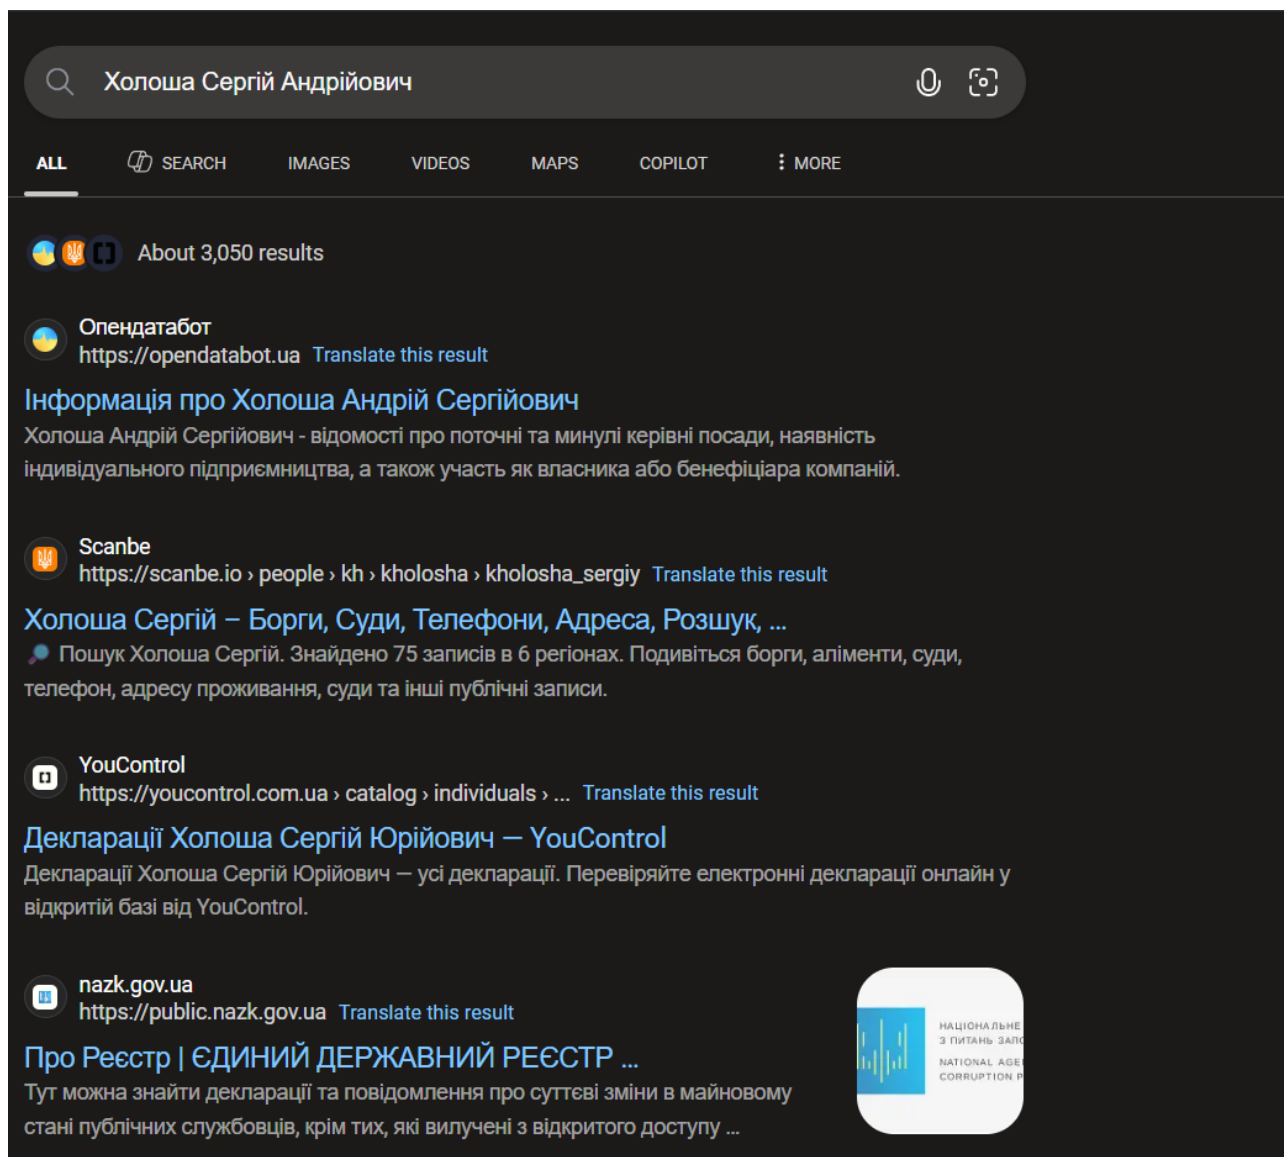 Холоша Сергій Андрійович
ALL SEARCH IMAGES VIDEOS MAPS COPILOT MORE
About 3,050 results
Опендатабот
https://opendatabot.ua Translate this result
Інформація про Холоша Андрій Сергійович
Холоша Андрій Сергійович - відомості про поточні та минулі керівні посади, наявність
індивідуального підприємництва, а також участь як власника або бенефіціара компаній.
Scanbe
https://scanbe.io › people › kh › kholosha › kholosha_sergiy Translate this result
Холоша Сергій – Борги, Суди, Телефони, Адреса, Розшук, ...
Пошук Холоша Сергій. Знайдено 75 записів в 6 регіонах. Подивіться борги, аліменти, суди,
телефон, адресу проживання, суди та інші публічні записи.
YouControl
https://youcontrol.com.ua › catalog › individuals › ... Translate this result
Декларації Холоша Сергій Юрійович — YouControl
Декларації Холоша Сергій Юрійович — усі декларації. Перевіряйте електронні декларації онлайн у
відкритій базі від YouControl.
nazk.gov.ua
https://public.nazk.gov.ua Translate this result
Про Реєстр | ЄДИНИЙ ДЕРЖАВНИЙ РЕЄСТР ...
Тут можна знайти декларації та повідомлення про суттєві зміни в майновому
стані публічних службовців, крім тих, які вилучені з відкритого доступу ...
НАЦІОНАЛЬНЕ
З ПИТАНЬ
NATIONAL
CORRUPTION